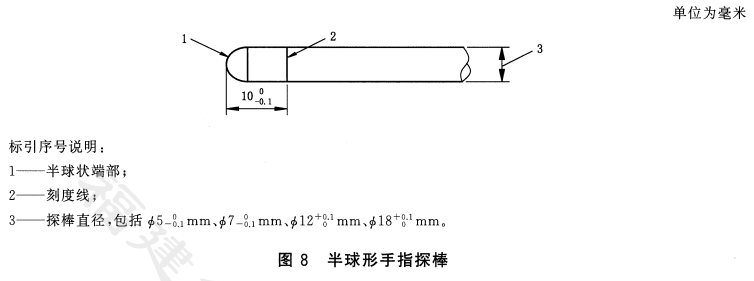 单位为毫米
1
2
3
10 0 -0.1
标引序号说明：
1——半球状端部；
2——刻度线；
3——探棒直径，包括 ϕ5 0 -0.1 mm、ϕ7 0 -0.1 mm、ϕ12 +0.1 0 mm、ϕ18 +0.1 0 mm。
图 8 半球形手指探棒
福建